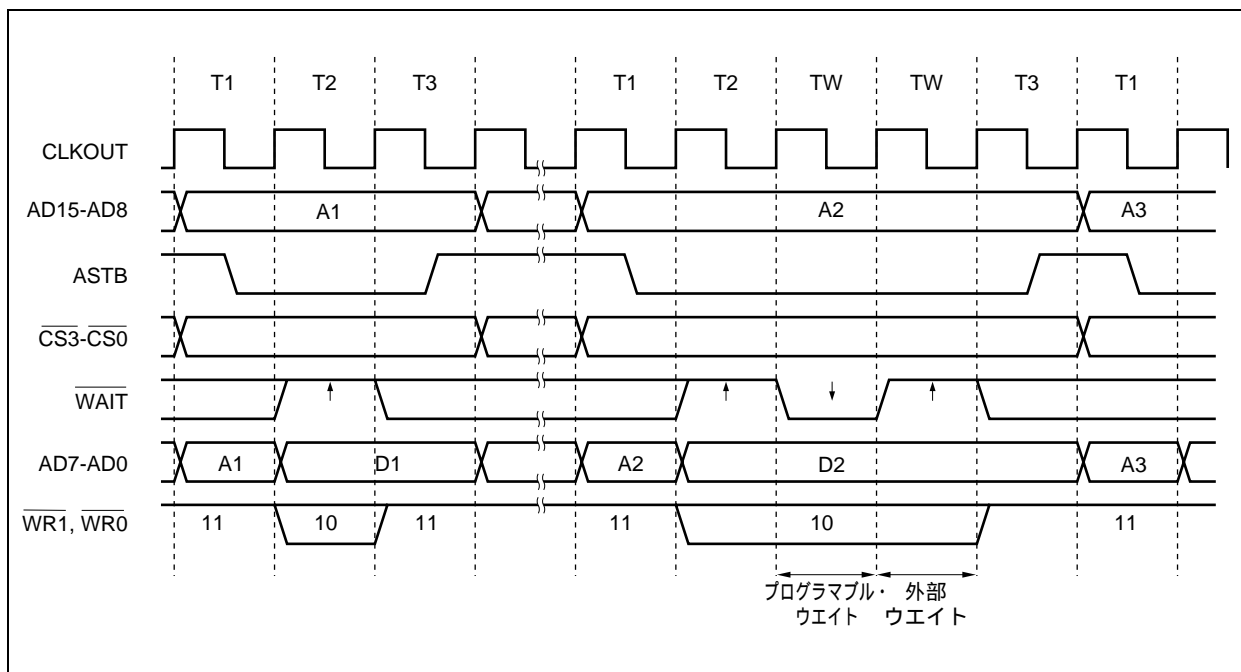 T1 T2 T3 T1 T2 TW TW T3 T1
CLKOUT
AD15-AD8 A1 A2 A3
ASTB
CS3-CS0
WAIT
AD7-AD0 A1 D1 A2 D2 A3
WR1, WR0 11 10 11 11 10 11
プログラマブル・ 外部
ウエイト ウエイト